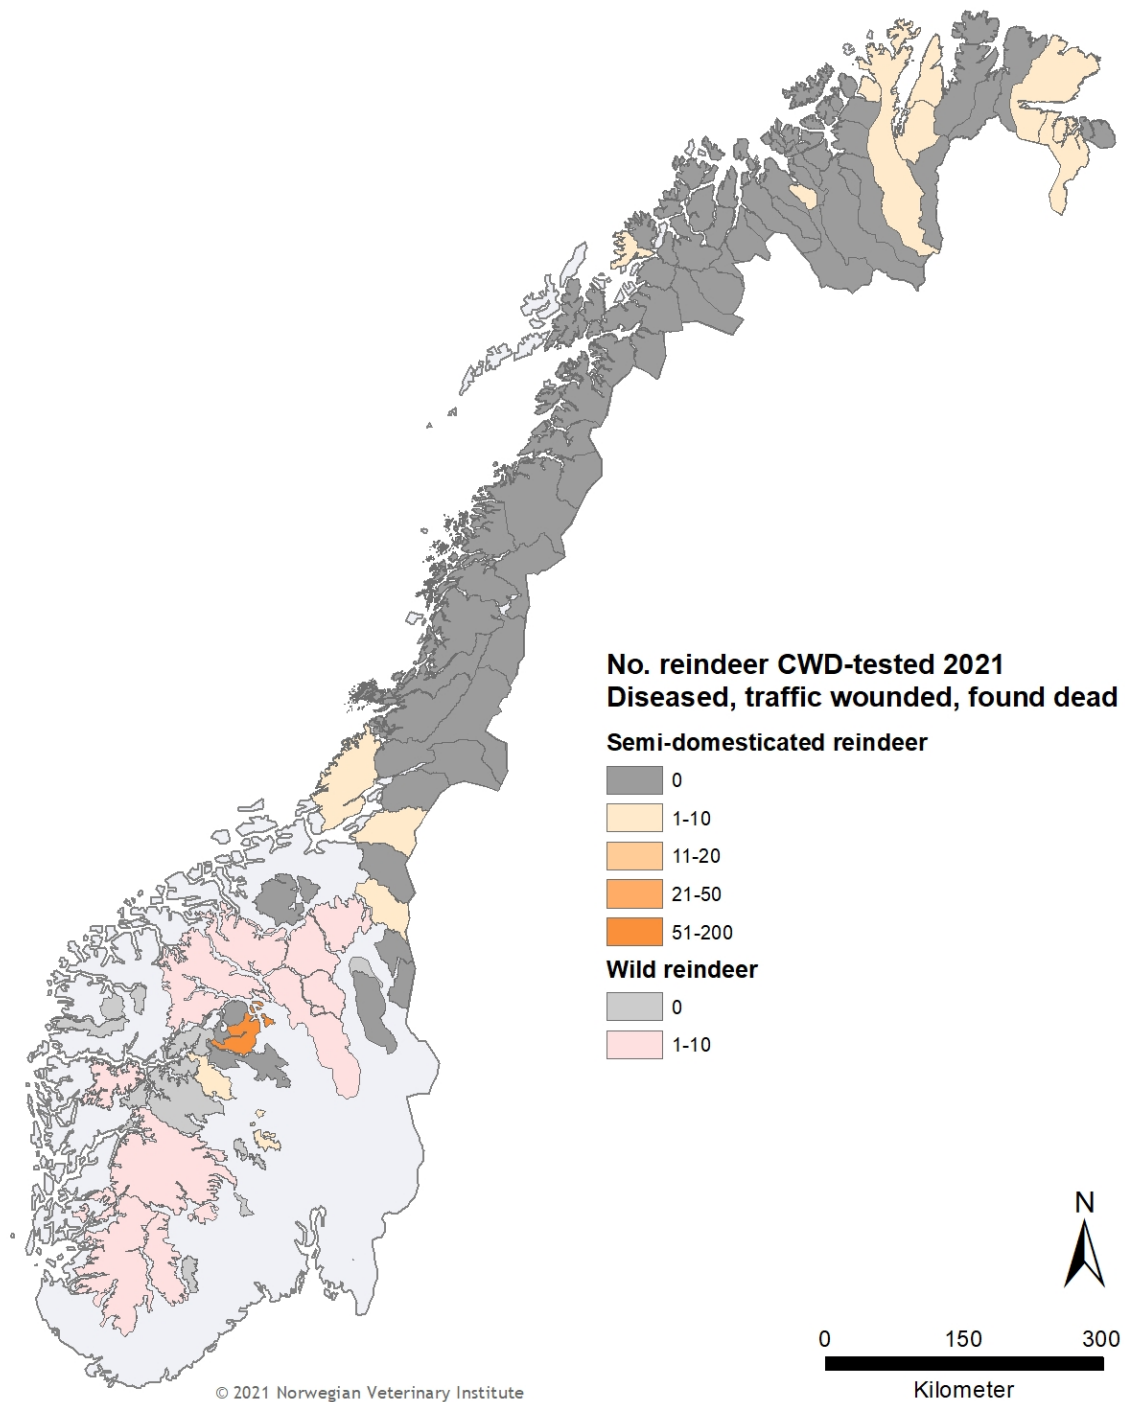 No. reindeer CWD-tested 2021
Diseased, traffic wounded, found dead
Semi-domesticated reindeer
0
1-10
11-20
21-50
51-200
Wild reindeer
0
1-10
N
0 150 300
Kilometer
© 2021 Norwegian Veterinary Institute